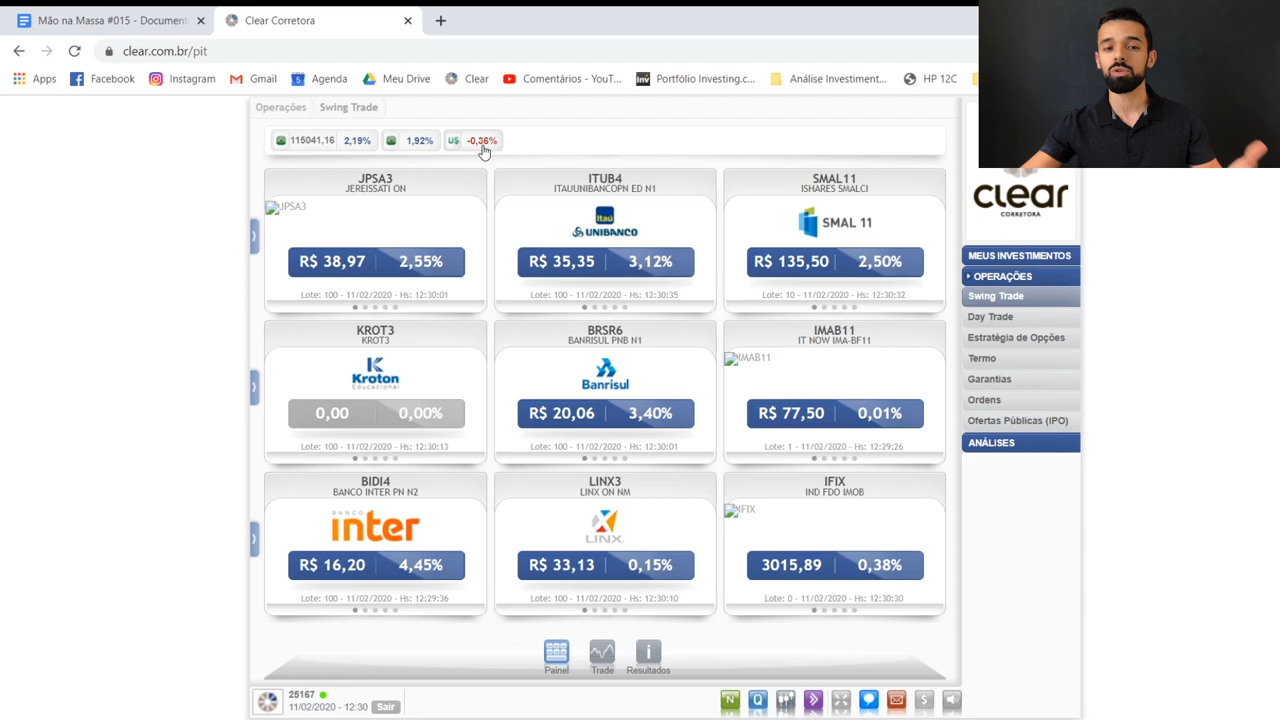 Mão na Massa #015 - Document
Clear Corretora
clear.com.br/pit
Apps
Facebook
Instagram
Gmail
Agenda
Meu Drive
Clear
Comentários - YouT...
Portfólio Investing.c...
Análise Investiment...
HP 12C
Operações
Swing Trade
115041,16 2,19%
1,92%
U$ -0,36%
JPSA3
JEREISSATI ON
JPSA3
R$ 38,97 2,55%
Lote: 100 - 11/02/2020 - Hs: 12:30:01
ITUB4
ITAUUNIBANCOPN ED N1
Itaú
UNIBANCO
R$ 35,35 3,12%
Lote: 100 - 11/02/2020 - Hs: 12:30:35
SMAL11
ISHARES SMALCI
SMAL 11
R$ 135,50 2,50%
Lote: 10 - 11/02/2020 - Hs: 12:30:32
KROT3
KROT3
Kroton
Educacional
0,00 0,00%
Lote: 100 - 11/02/2020 - Hs: 12:30:13
BRSR6
BANRISUL PNB N1
Banrisul
R$ 20,06 3,40%
Lote: 100 - 11/02/2020 - Hs: 12:30:01
IMAB11
IT NOW IMA-BF11
IMAB11
R$ 77,50 0,01%
Lote: 1 - 11/02/2020 - Hs: 12:29:26
BIDI4
BANCO INTER PN N2
BANCO
inter
R$ 16,20 4,45%
Lote: 100 - 11/02/2020 - Hs: 12:29:36
LINX3
LINX ON NM
LINX
R$ 33,13 0,15%
Lote: 100 - 11/02/2020 - Hs: 12:30:10
IFIX
IND FDO IMOB
IFIX
3015,89 0,38%
Lote: 0 - 11/02/2020 - Hs: 12:30:30
Painel
Trade
Resultados
25167
11/02/2020 - 12:30 Sair
N
Q
$
clear
CORRETORA
MEUS INVESTIMENTOS
OPERAÇÕES
Swing Trade
Day Trade
Estratégia de Opções
Termo
Garantias
Ordens
Ofertas Públicas (IPO)
ANÁLISES